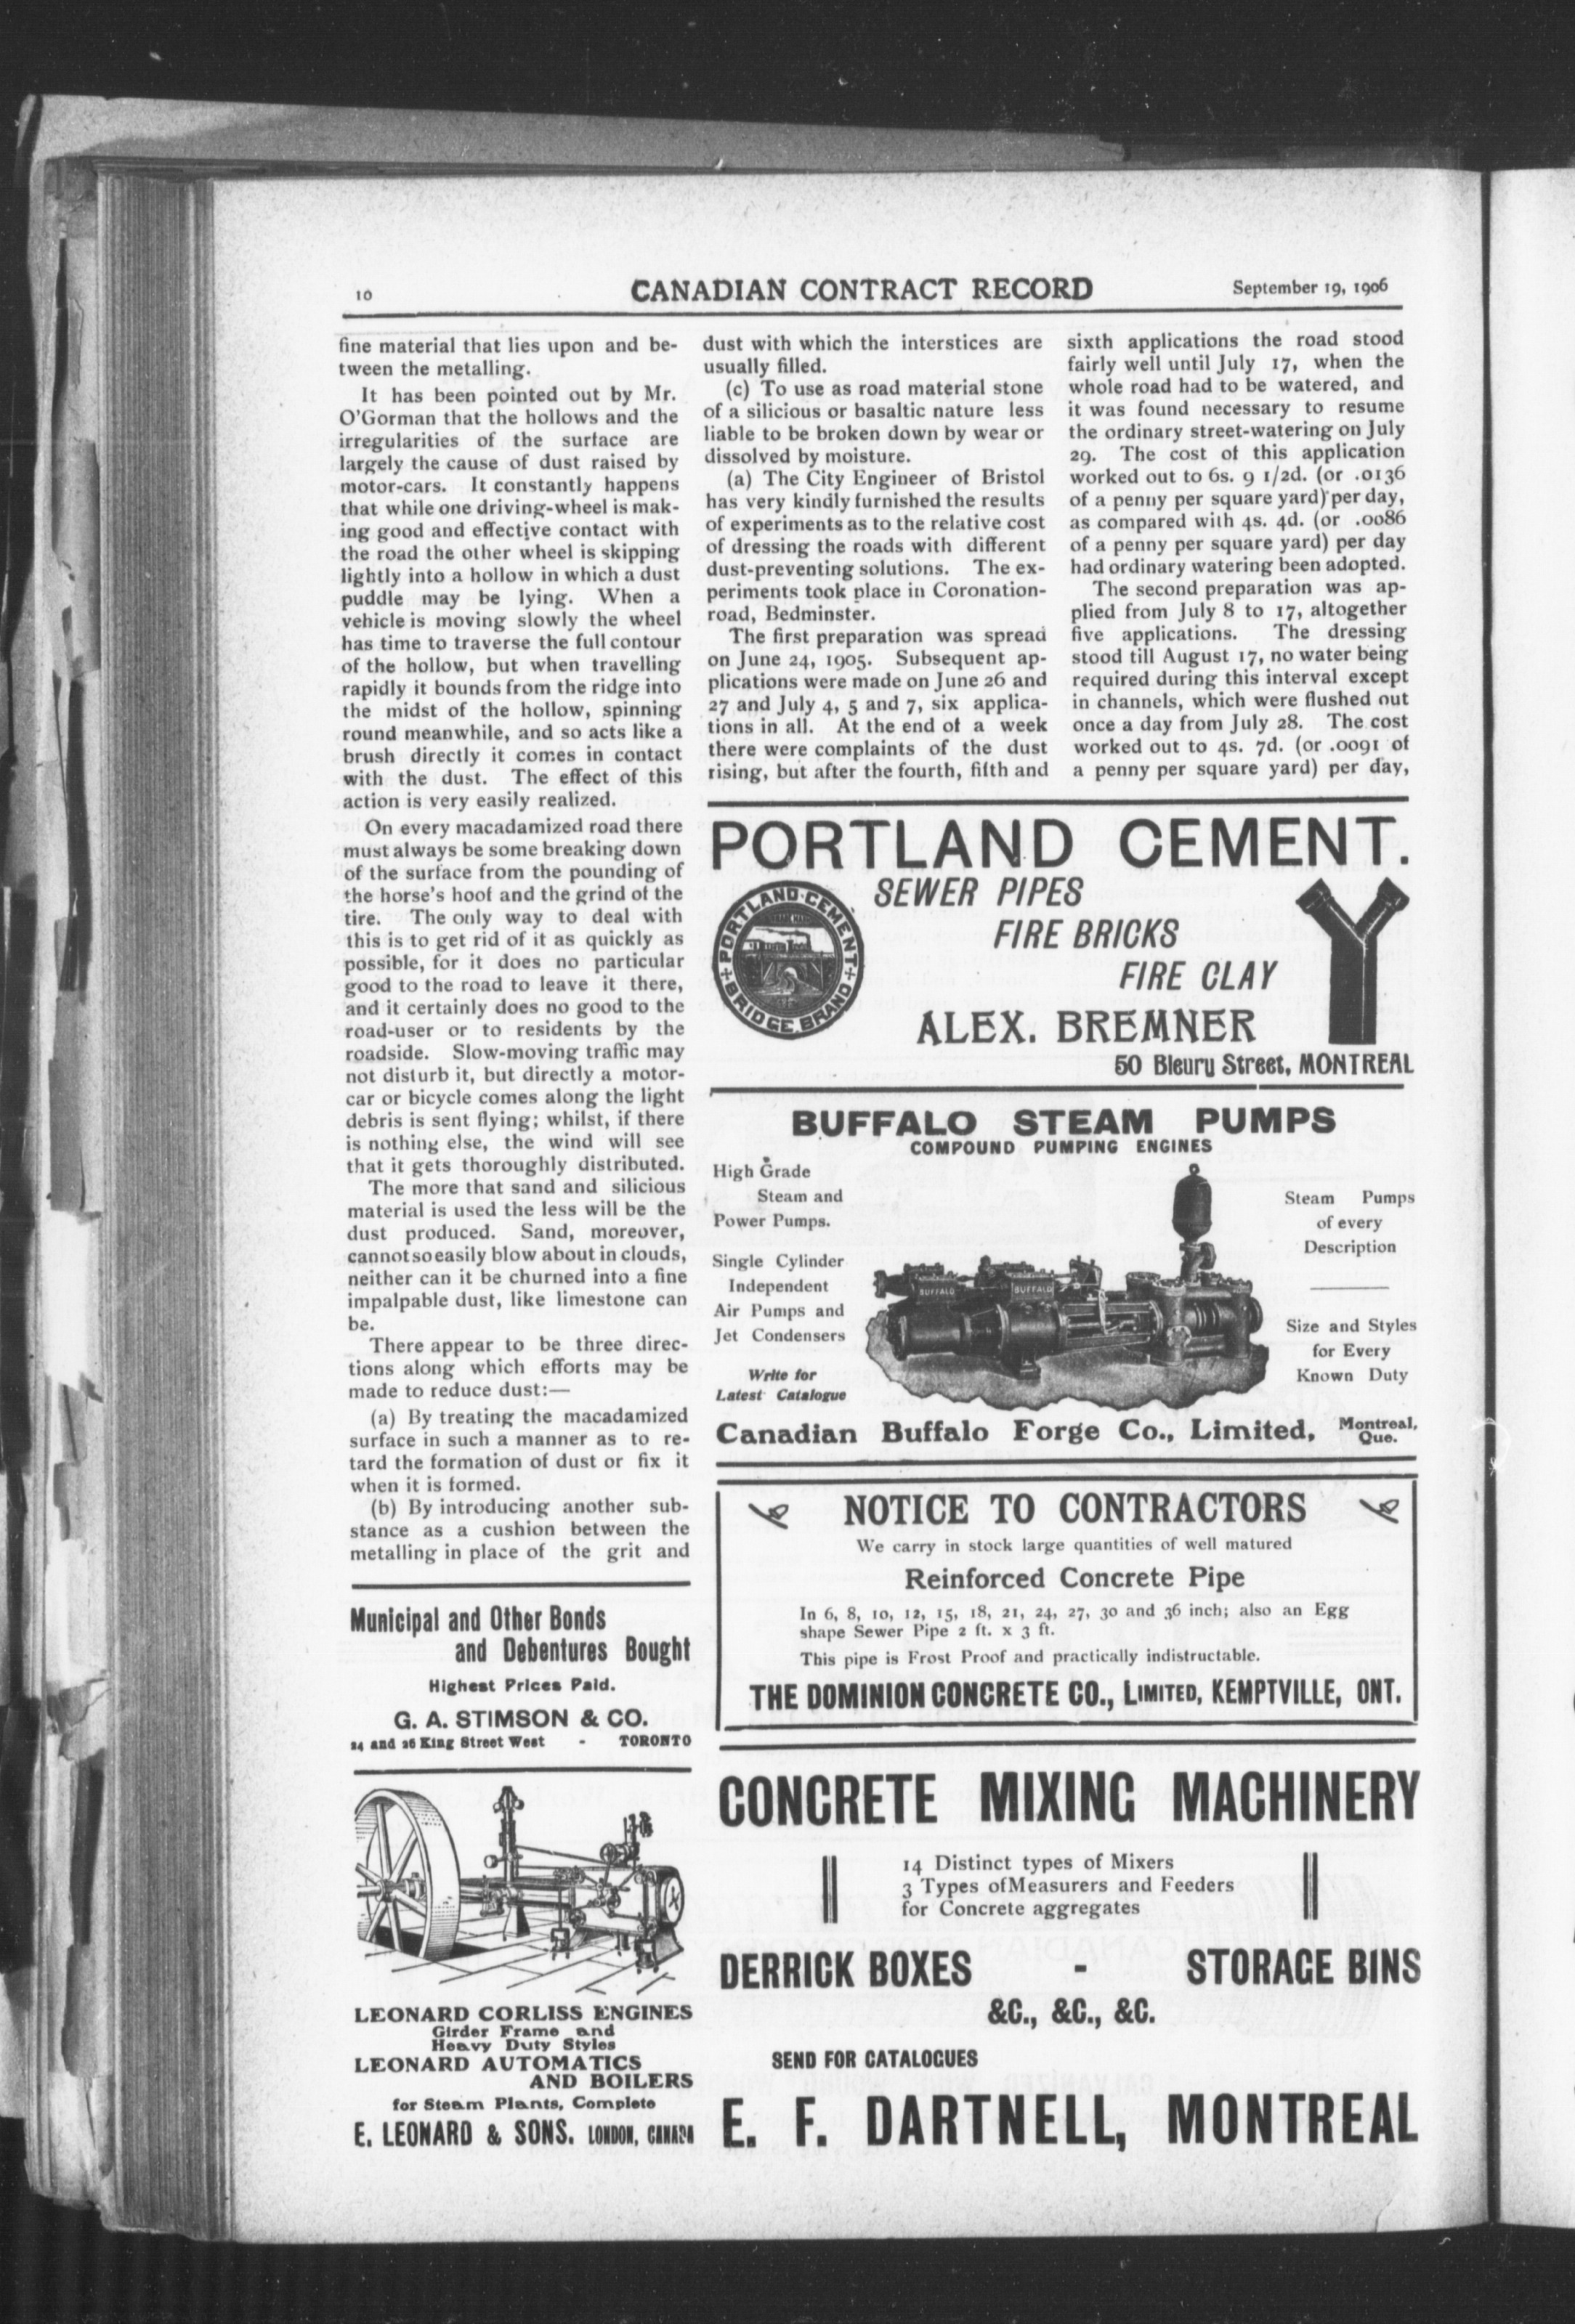 10
CANADIAN CONTRACT RECORD
September 19, 1906
fine material that lies upon and be-
tween the metalling.
It has been pointed out by Mr.
O'Gorman that the hollows and the
irregularities of the surface are
largely the cause of dust raised by
motor-cars. It constantly happens
that while one driving-wheel is mak-
ing good and effective contact with
the road the other wheel is skipping
lightly into a hollow in which a dust
puddle may be lying. When a
vehicle is moving slowly the wheel
has time to traverse the full contour
of the hollow, but when travelling
rapidly it bounds from the ridge into
the midst of the hollow, spinning
round meanwhile, and so acts like a
brush directly it comes in contact
with the dust. The effect of this
action is very easily realized.
On every macadamized road there
must always be some breaking down
of the surface from the pounding of
the horse's hoof and the grind of the
tire. The only way to deal with
this is to get rid of it as quickly as
possible, for it does no particular
good to the road to leave it there,
and it certainly does no good to the
road-user or to residents by the
roadside. Slow-moving traffic may
not disturb it, but directly a motor-
car or bicycle comes along the light
debris is sent flying; whilst, if there
is nothing else, the wind will see
that it gets thoroughly distributed.
The more that sand and silicious
material is used the less will be the
dust produced. Sand, moreover,
cannot so easily blow about in clouds,
neither can it be churned into a fine
impalpable dust, like limestone can
be.
There appear to be three direc-
tions along which efforts may be
made to reduce dust:—
(a) By treating the macadamized
surface in such a manner as to re-
tard the formation of dust or fix it
when it is formed.
(b) By introducing another sub-
stance as a cushion between the
metalling in place of the grit and
Municipal and Other Bonds
and Debentures Bought
Highest Prices Paid.
G. A. STIMSON & CO.
24 and 26 King Street West - TORONTO
LEONARD CORLISS ENGINES
Girder Frame and
Heavy Duty Styles
LEONARD AUTOMATICS
AND BOILERS
for Steam Plants, Complete
E. LEONARD & SONS. LONDON, CANADA
dust with which the interstices are
usually filled.
(c) To use as road material stone
of a silicious or basaltic nature less
liable to be broken down by wear or
dissolved by moisture.
(a) The City Engineer of Bristol
has very kindly furnished the results
of experiments as to the relative cost
of dressing the roads with different
dust-preventing solutions. The ex-
periments took place in Coronation-
road, Bedminster.
The first preparation was spread
on June 24, 1905. Subsequent ap-
plications were made on June 26 and
27 and July 4, 5 and 7, six applica-
tions in all. At the end of a week
there were complaints of the dust
rising, but after the fourth, fifth and
sixth applications the road stood
fairly well until July 17, when the
whole road had to be watered, and
it was found necessary to resume
the ordinary street-watering on July
29. The cost of this application
worked out to 6s. 9 1/2d. (or .0136
of a penny per square yard) per day,
as compared with 4s. 4d. (or .0086
of a penny per square yard) per day
had ordinary watering been adopted.
The second preparation was ap-
plied from July 8 to 17, altogether
five applications. The dressing
stood till August 17, no water being
required during this interval except
in channels, which were flushed out
once a day from July 28. The cost
worked out to 4s. 7d. (or .0091 of
a penny per square yard) per day,
PORTLAND CEMENT.
PORTLAND CEMENT
BRIDGE BRAND
SEWER PIPES
FIRE BRICKS
FIRE CLAY
ALEX. BREMNER
50 Bleury Street, MONTREAL
BUFFALO STEAM PUMPS
COMPOUND PUMPING ENGINES
High Grade
Steam and
Power Pumps.
Single Cylinder
Independent
Air Pumps and
Jet Condensers
Write for
Latest Catalogue
BUFFALO
BUFFALO
Steam Pumps
of every
Description
Size and Styles
for Every
Known Duty
Canadian Buffalo Forge Co., Limited, Montreal, Que.
NOTICE TO CONTRACTORS
We carry in stock large quantities of well matured
Reinforced Concrete Pipe
In 6, 8, 10, 12, 15, 18, 21, 24, 27, 30 and 36 inch; also an Egg
shape Sewer Pipe 2 ft. x 3 ft.
This pipe is Frost Proof and practically indistructable.
THE DOMINION CONCRETE CO., LIMITED, KEMPTVILLE, ONT.
CONCRETE MIXING MACHINERY
14 Distinct types of Mixers
3 Types of Measurers and Feeders
for Concrete aggregates
DERRICK BOXES - STORAGE BINS
&C., &C., &C.
SEND FOR CATALOGUES
E. F. DARTNELL, MONTREAL